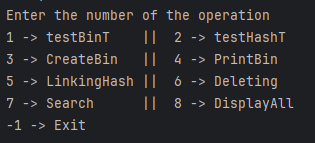 Enter the number of the operation
1 -> testBinT || 2 -> testHashT
3 -> CreateBin || 4 -> PrintBin
5 -> LinkingHash || 6 -> Deleting
7 -> Search || 8 -> DisplayAll
-1 -> Exit